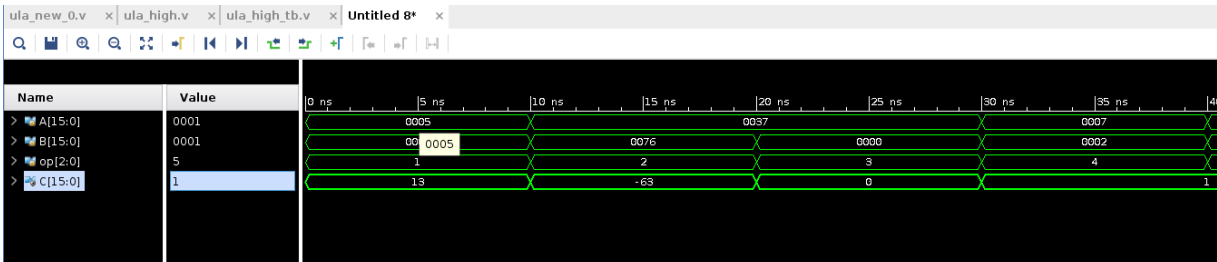 ula_new_0.v × ula_high.v × ula_high_tb.v × Untitled 8* ×
Name Value
0 ns 5 ns 10 ns 15 ns 20 ns 25 ns 30 ns 35 ns
A[15:0] 0001 0005 0037 0007
B[15:0] 0001 0005 0076 0000 0002
op[2:0] 5 1 2 3 4
C[15:0] 1 13 -63 0 1